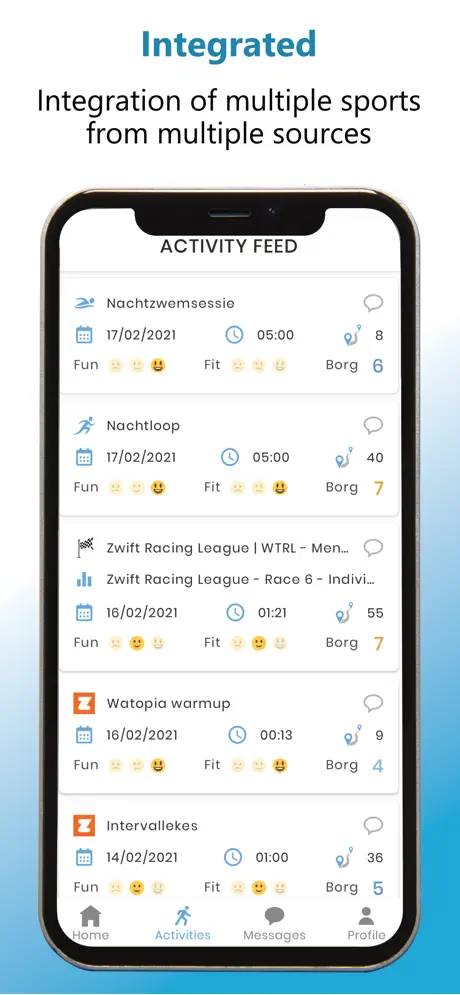 Integrated
Integration of multiple sports
from multiple sources
ACTIVITY FEED
Nachtzwemsessie
17/02/2021 05:00 8
Fun Fit Borg 6
Nachtloop
17/02/2021 05:00 40
Fun Fit Borg 7
Zwift Racing League | WTRL - Men...
Zwift Racing League - Race 6 - Indivi...
16/02/2021 01:21 55
Fun Fit Borg 7
Watopia warmup
16/02/2021 00:13 9
Fun Fit Borg 4
Intervallekes
14/02/2021 01:00 36
Fun Fit Borg 5
Home Activities Messages Profile